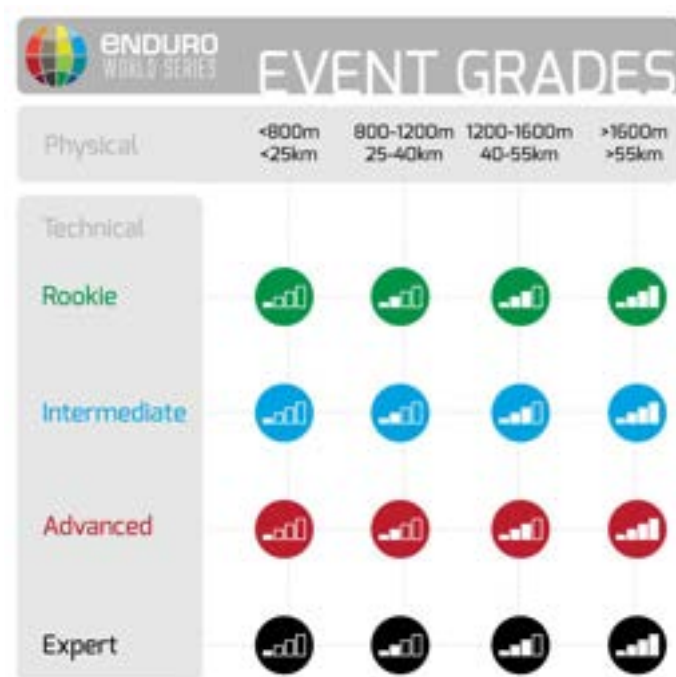 ENDURO
WORLD SERIES
EVENT GRADES
Physical
<800m 800-1200m 1200-1600m >1600m
<25km 25-40km 40-55km >55km
Technical
Rookie
Intermediate
Advanced
Expert